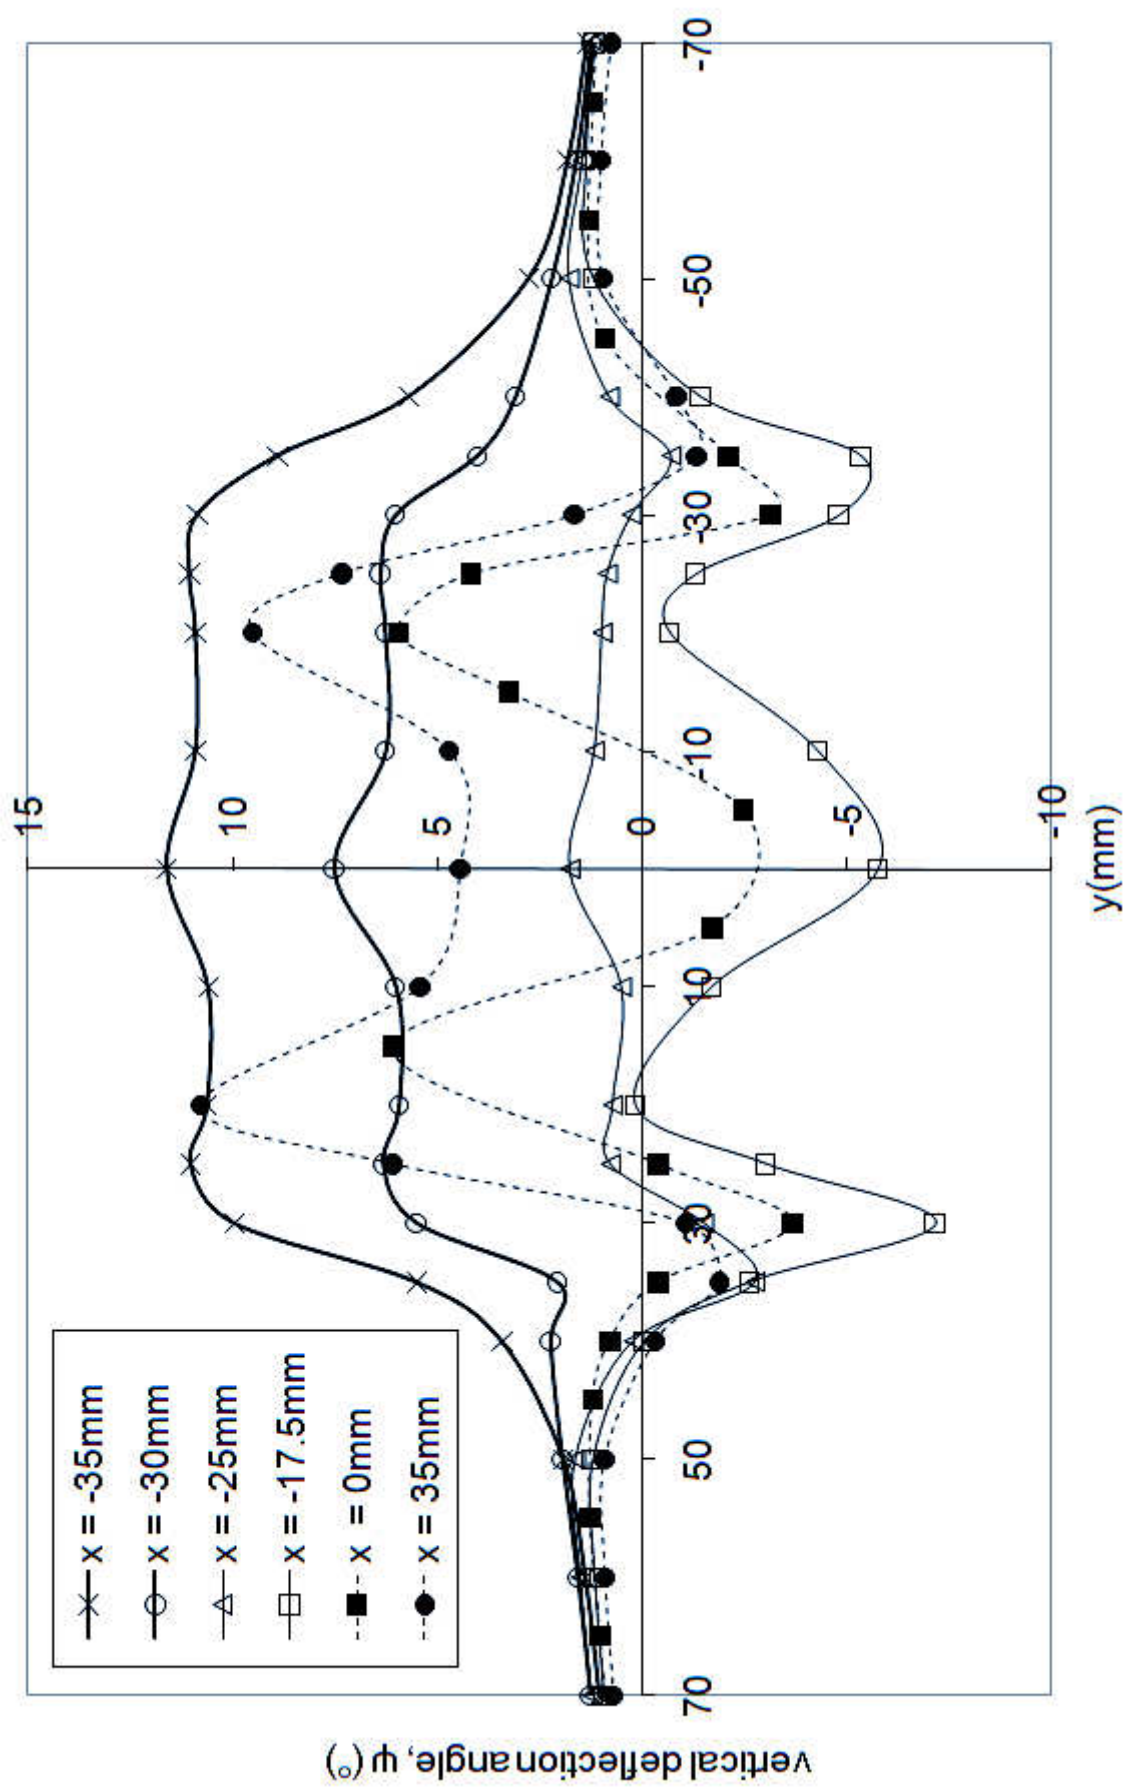 vertical deflection angle, ψ (°)
x = -35mm
x = -30mm
x = -25mm
x = -17.5mm
x = 0mm
x = 35mm
15
10
5
0
-5
-10
70
50
30
10
-10
-30
-50
-70
y(mm)